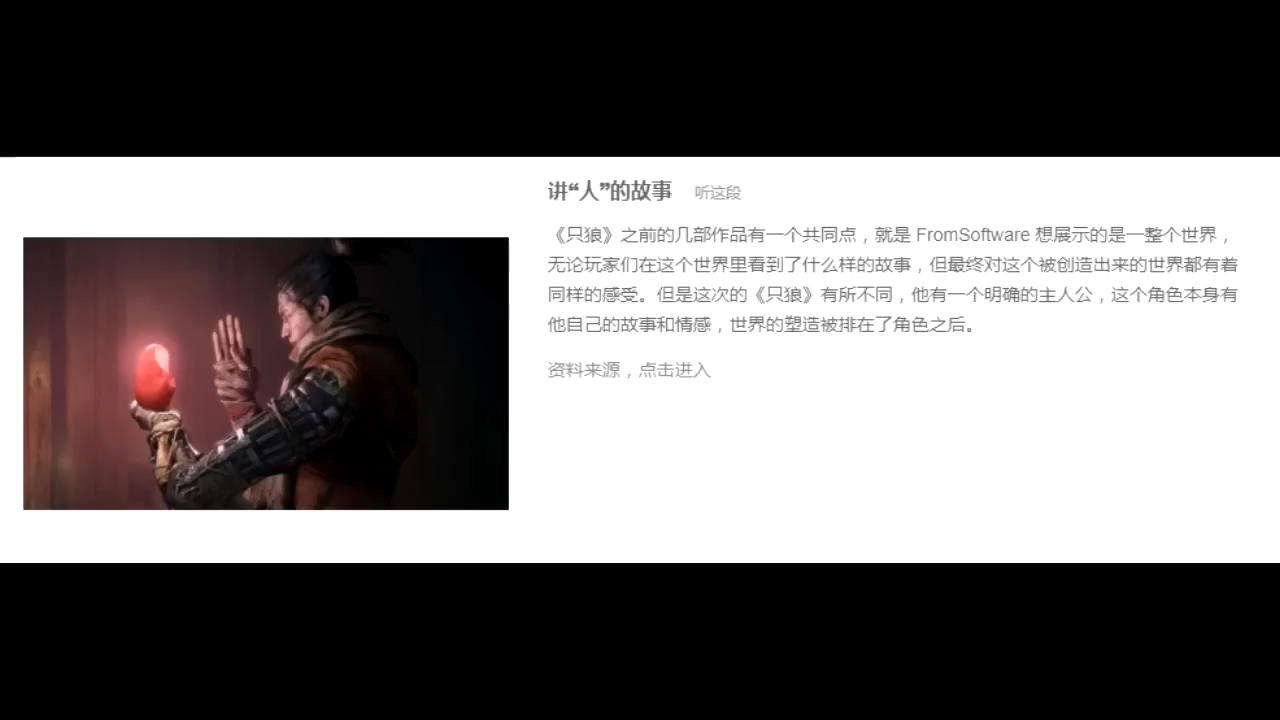 讲“人”的故事 听这段
《只狼》之前的几部作品有一个共同点，就是 FromSoftware 想展示的是一整个世界，
无论玩家们在这个世界里看到了什么样的故事，但最终对这个被创造出来的世界都有着
同样的感受。但是这次的《只狼》有所不同，他有一个明确的主人公，这个角色本身有
他自己的故事和情感，世界的塑造被排在了角色之后。
资料来源，点击进入